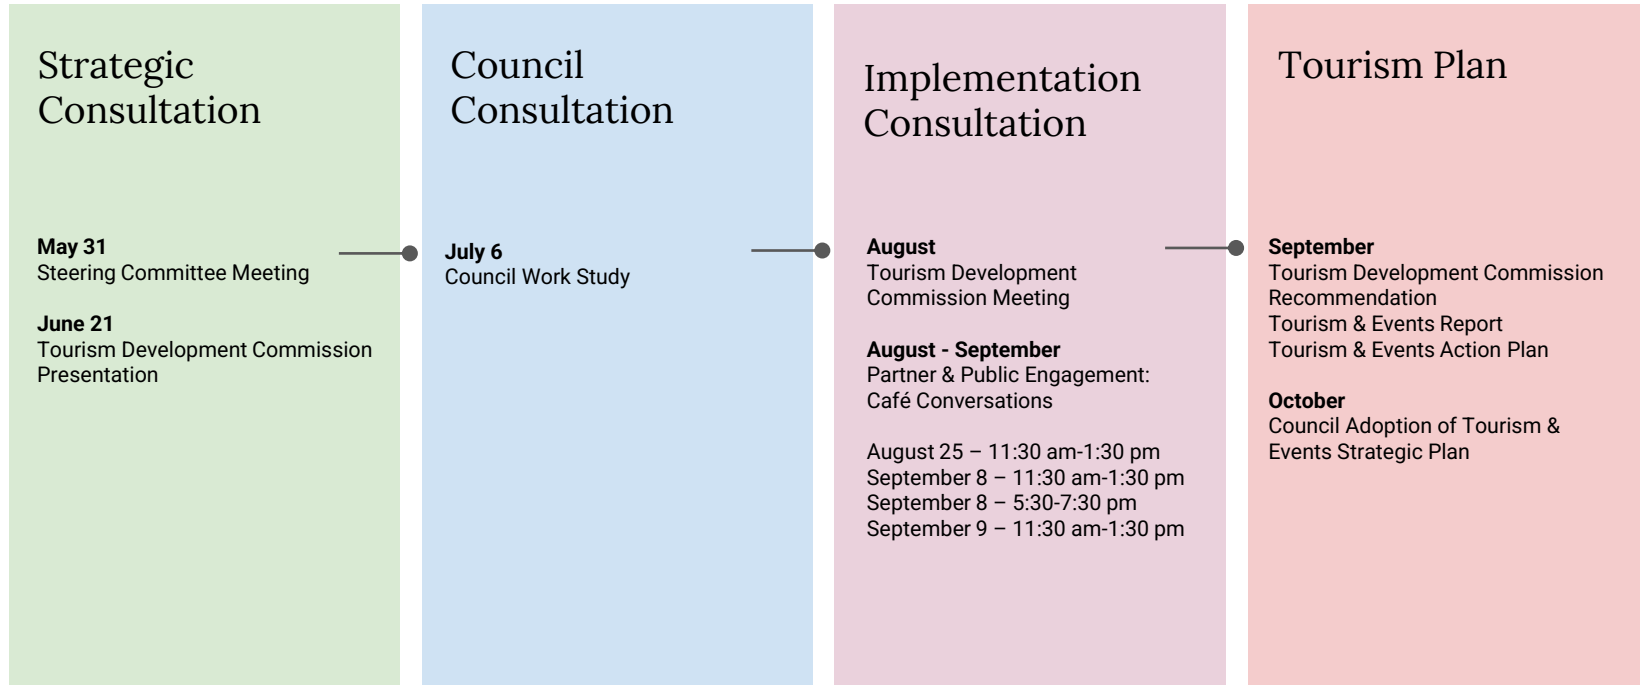 Strategic
Consultation
May 31
Steering Committee Meeting
June 21
Tourism Development Commission
Presentation
Council
Consultation
July 6
Council Work Study
Implementation
Consultation
August
Tourism Development
Commission Meeting
August - September
Partner & Public Engagement:
Café Conversations
August 25 – 11:30 am-1:30 pm
September 8 – 11:30 am-1:30 pm
September 8 – 5:30-7:30 pm
September 9 – 11:30 am-1:30 pm
Tourism Plan
September
Tourism Development Commission
Recommendation
Tourism & Events Report
Tourism & Events Action Plan
October
Council Adoption of Tourism &
Events Strategic Plan